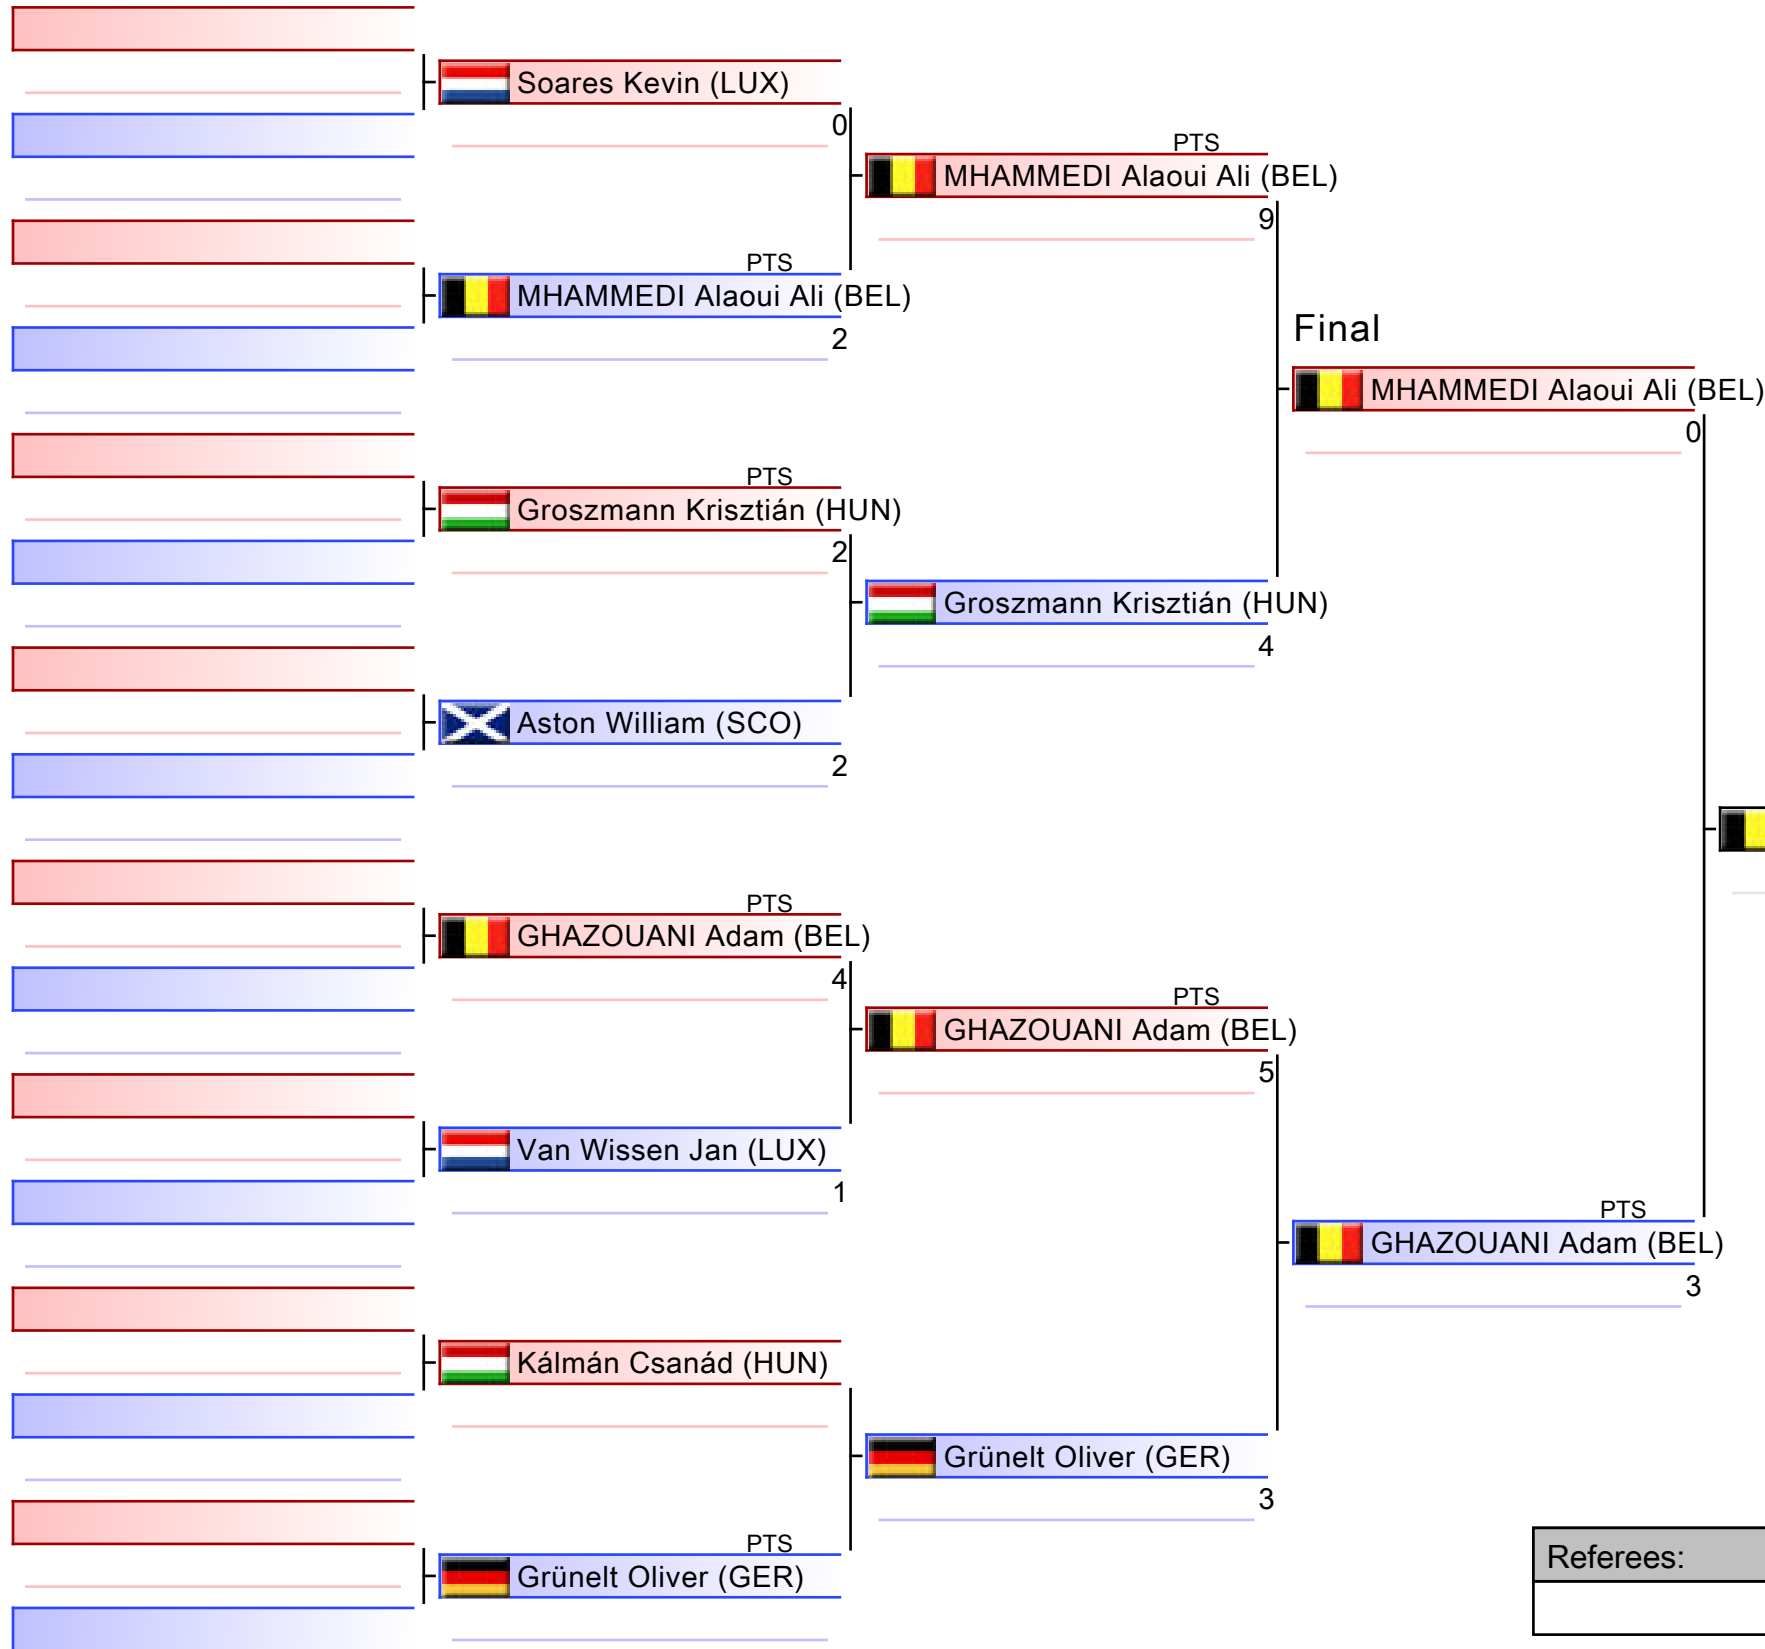 Soares Kevin (LUX)
0
PTS
MHAMMEDI Alaoui Ali (BEL)
2
PTS
Groszmann Krisztián (HUN)
2
Aston William (SCO)
2
PTS
GHAZOUANI Adam (BEL)
4
Van Wissen Jan (LUX)
1
Kálmán Csanád (HUN)
PTS
Grünelt Oliver (GER)
PTS
MHAMMEDI Alaoui Ali (BEL)
9
Groszmann Krisztián (HUN)
4
PTS
GHAZOUANI Adam (BEL)
5
Grünelt Oliver (GER)
3
Final
MHAMMEDI Alaoui Ali (BEL)
0
PTS
GHAZOUANI Adam (BEL)
3
Referees: